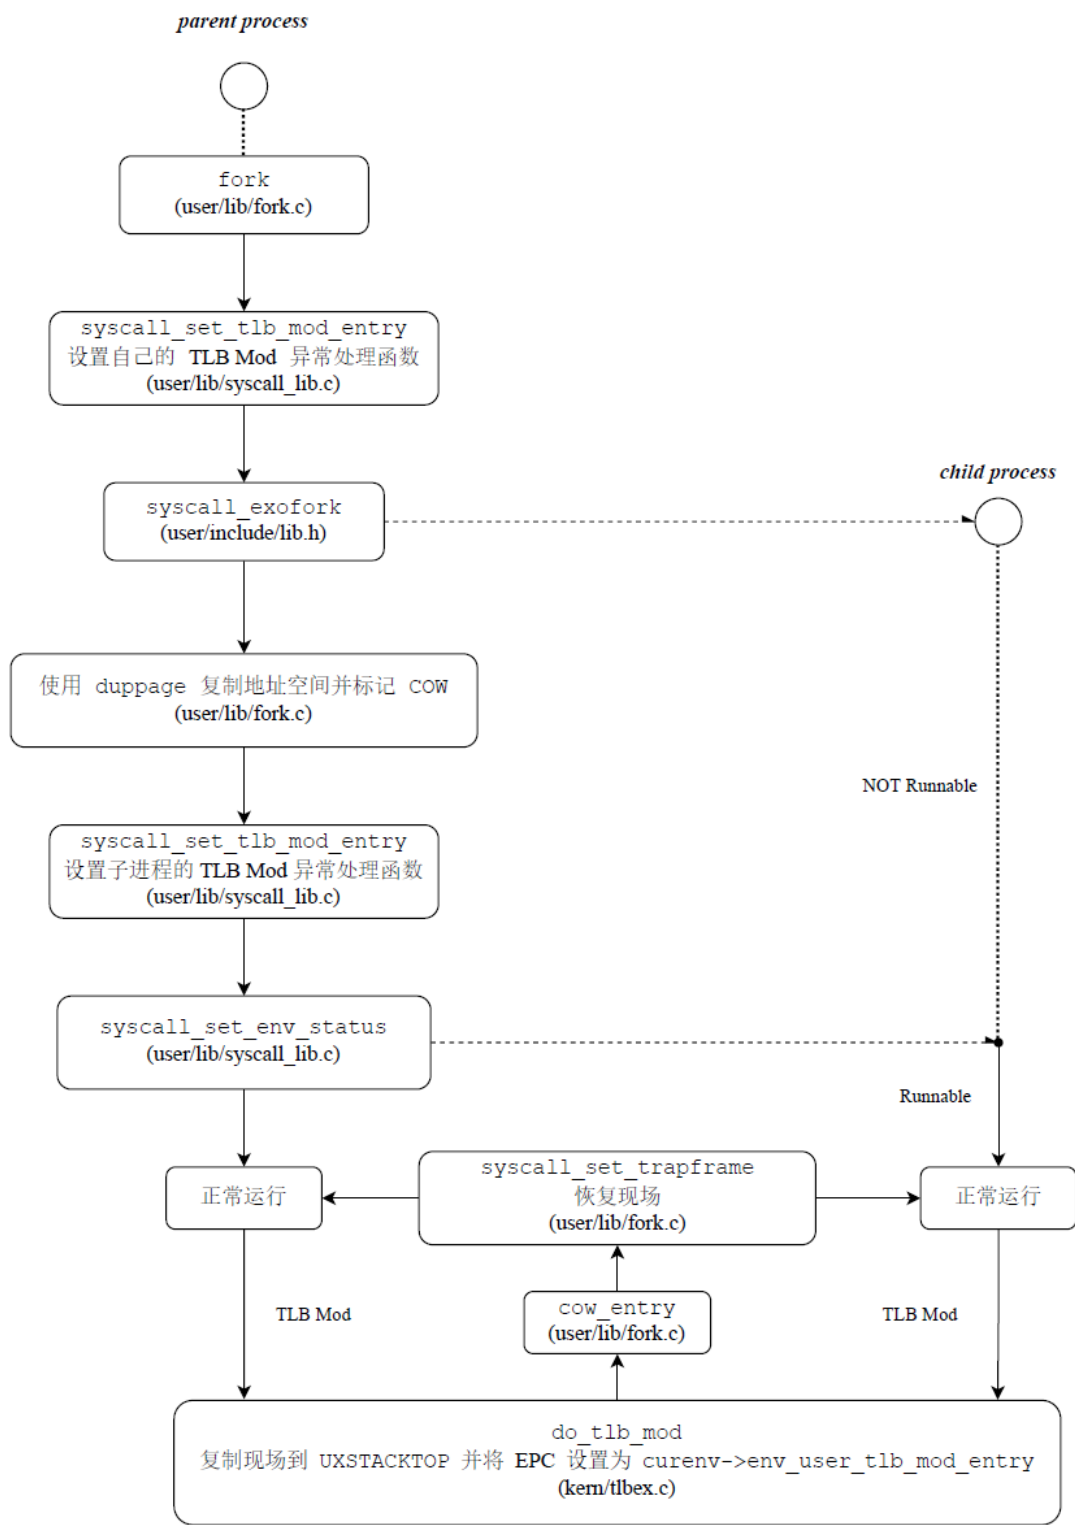 parent process
fork
(user/lib/fork.c)
syscall_set_tlb_mod_entry
设置自己的 TLB Mod 异常处理函数
(user/lib/syscall_lib.c)
child process
syscall_exofork
(user/include/lib.h)
使用 duppage 复制地址空间并标记 COW
(user/lib/fork.c)
NOT Runnable
syscall_set_tlb_mod_entry
设置子进程的 TLB Mod 异常处理函数
(user/lib/syscall_lib.c)
syscall_set_env_status
(user/lib/syscall_lib.c)
Runnable
正常运行
syscall_set_trapframe
恢复现场
(user/lib/fork.c)
正常运行
TLB Mod
cow_entry
(user/lib/fork.c)
TLB Mod
do_tlb_mod
复制现场到 UXSTACKTOP 并将 EPC 设置为 curenv->env_user_tlb_mod_entry
(kern/tlbex.c)